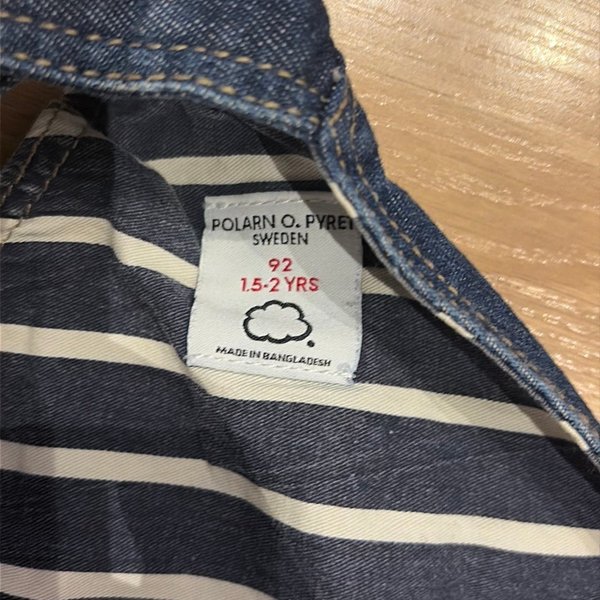 POLARN O. PYRET
SWEDEN
92
1.5-2 YRS
MADE IN BANGLADESH